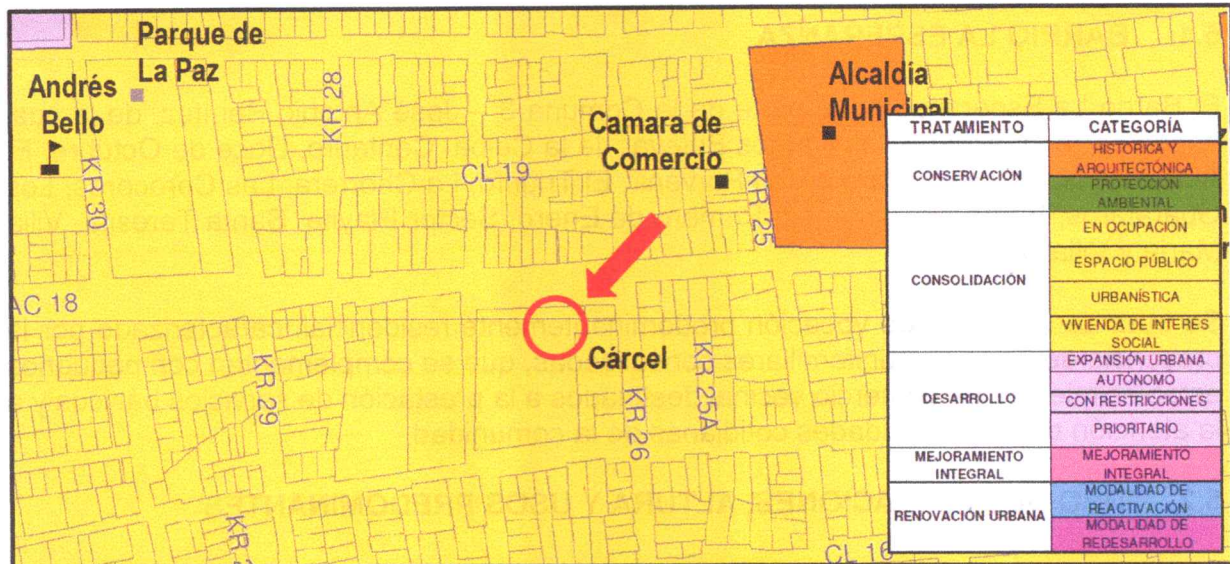 Parque de
La Paz
Andrés
Bello
KR 28
KR 30
CL 19
Camara de
Comercio
Alcaldía
Municipal
KR 25
AC 18
Cárcel
KR 29
KR 26
KR 25A
CL 16
TRATAMIENTO CATEGORÍA
CONSERVACIÓN
HISTÓRICA Y
ARQUITECTÓNICA
PROTECCIÓN
AMBIENTAL
CONSOLIDACIÓN
EN OCUPACIÓN
ESPACIO PÚBLICO
URBANÍSTICA
VIVIENDA DE INTERÉS
SOCIAL
DESARROLLO
EXPANSIÓN URBANA
AUTÓNOMO
CON RESTRICCIONES
PRIORITARIO
MEJORAMIENTO
INTEGRAL
MEJORAMIENTO
INTEGRAL
RENOVACIÓN URBANA
MODALIDAD DE
REACTIVACIÓN
MODALIDAD DE
REDESARROLLO